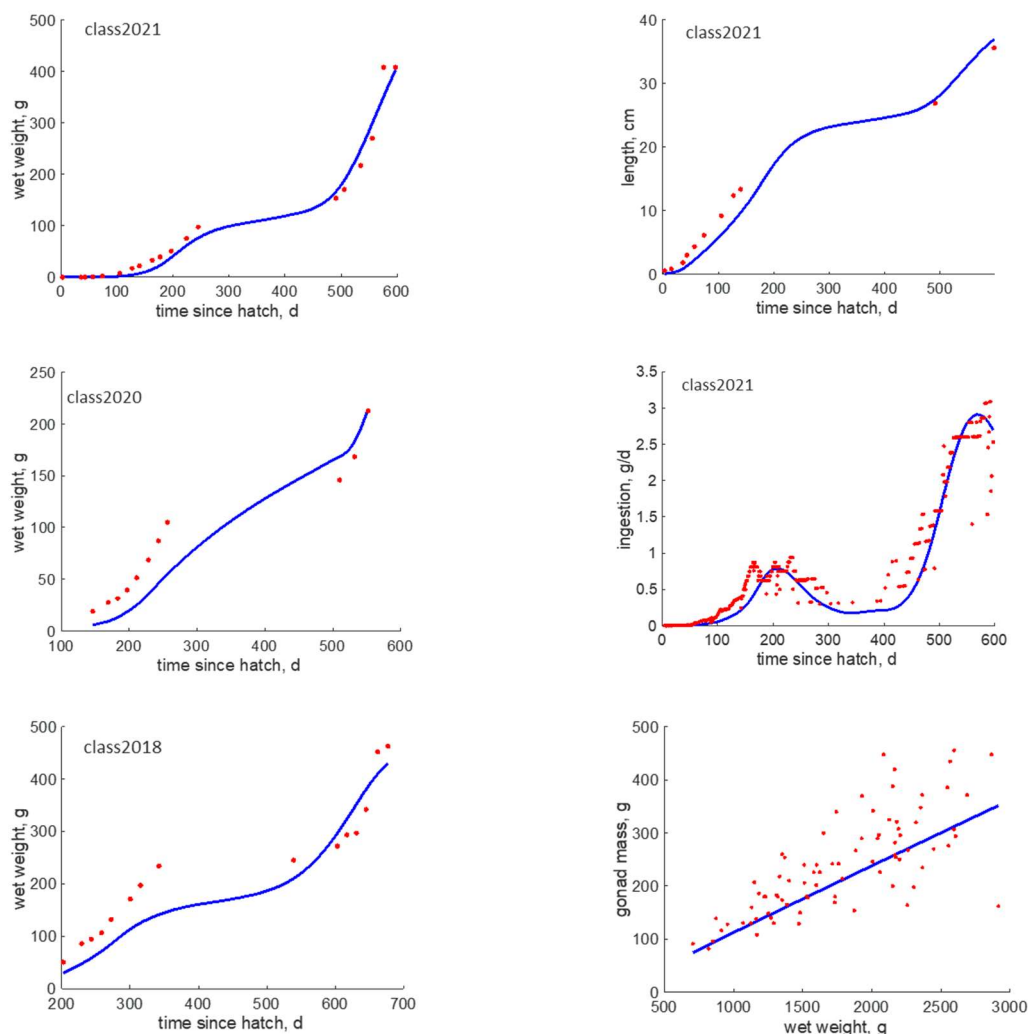 class2021
500
400
300
200
100
0
wet weight, g
0 100 200 300 400 500 600
time since hatch, d
class2021
40
30
20
10
0
length, cm
0 100 200 300 400 500
time since hatch, d
class2020
250
200
150
100
50
0
wet weight, g
100 200 300 400 500 600
time since hatch, d
class2021
3.5
3
2.5
2
1.5
1
0.5
0
ingestion, g/d
0 100 200 300 400 500 600
time since hatch, d
class2018
500
400
300
200
100
0
wet weight, g
200 300 400 500 600 700
time since hatch, d
500
400
300
200
100
0
gonad mass, g
500 1000 1500 2000 2500 3000
wet weight, g